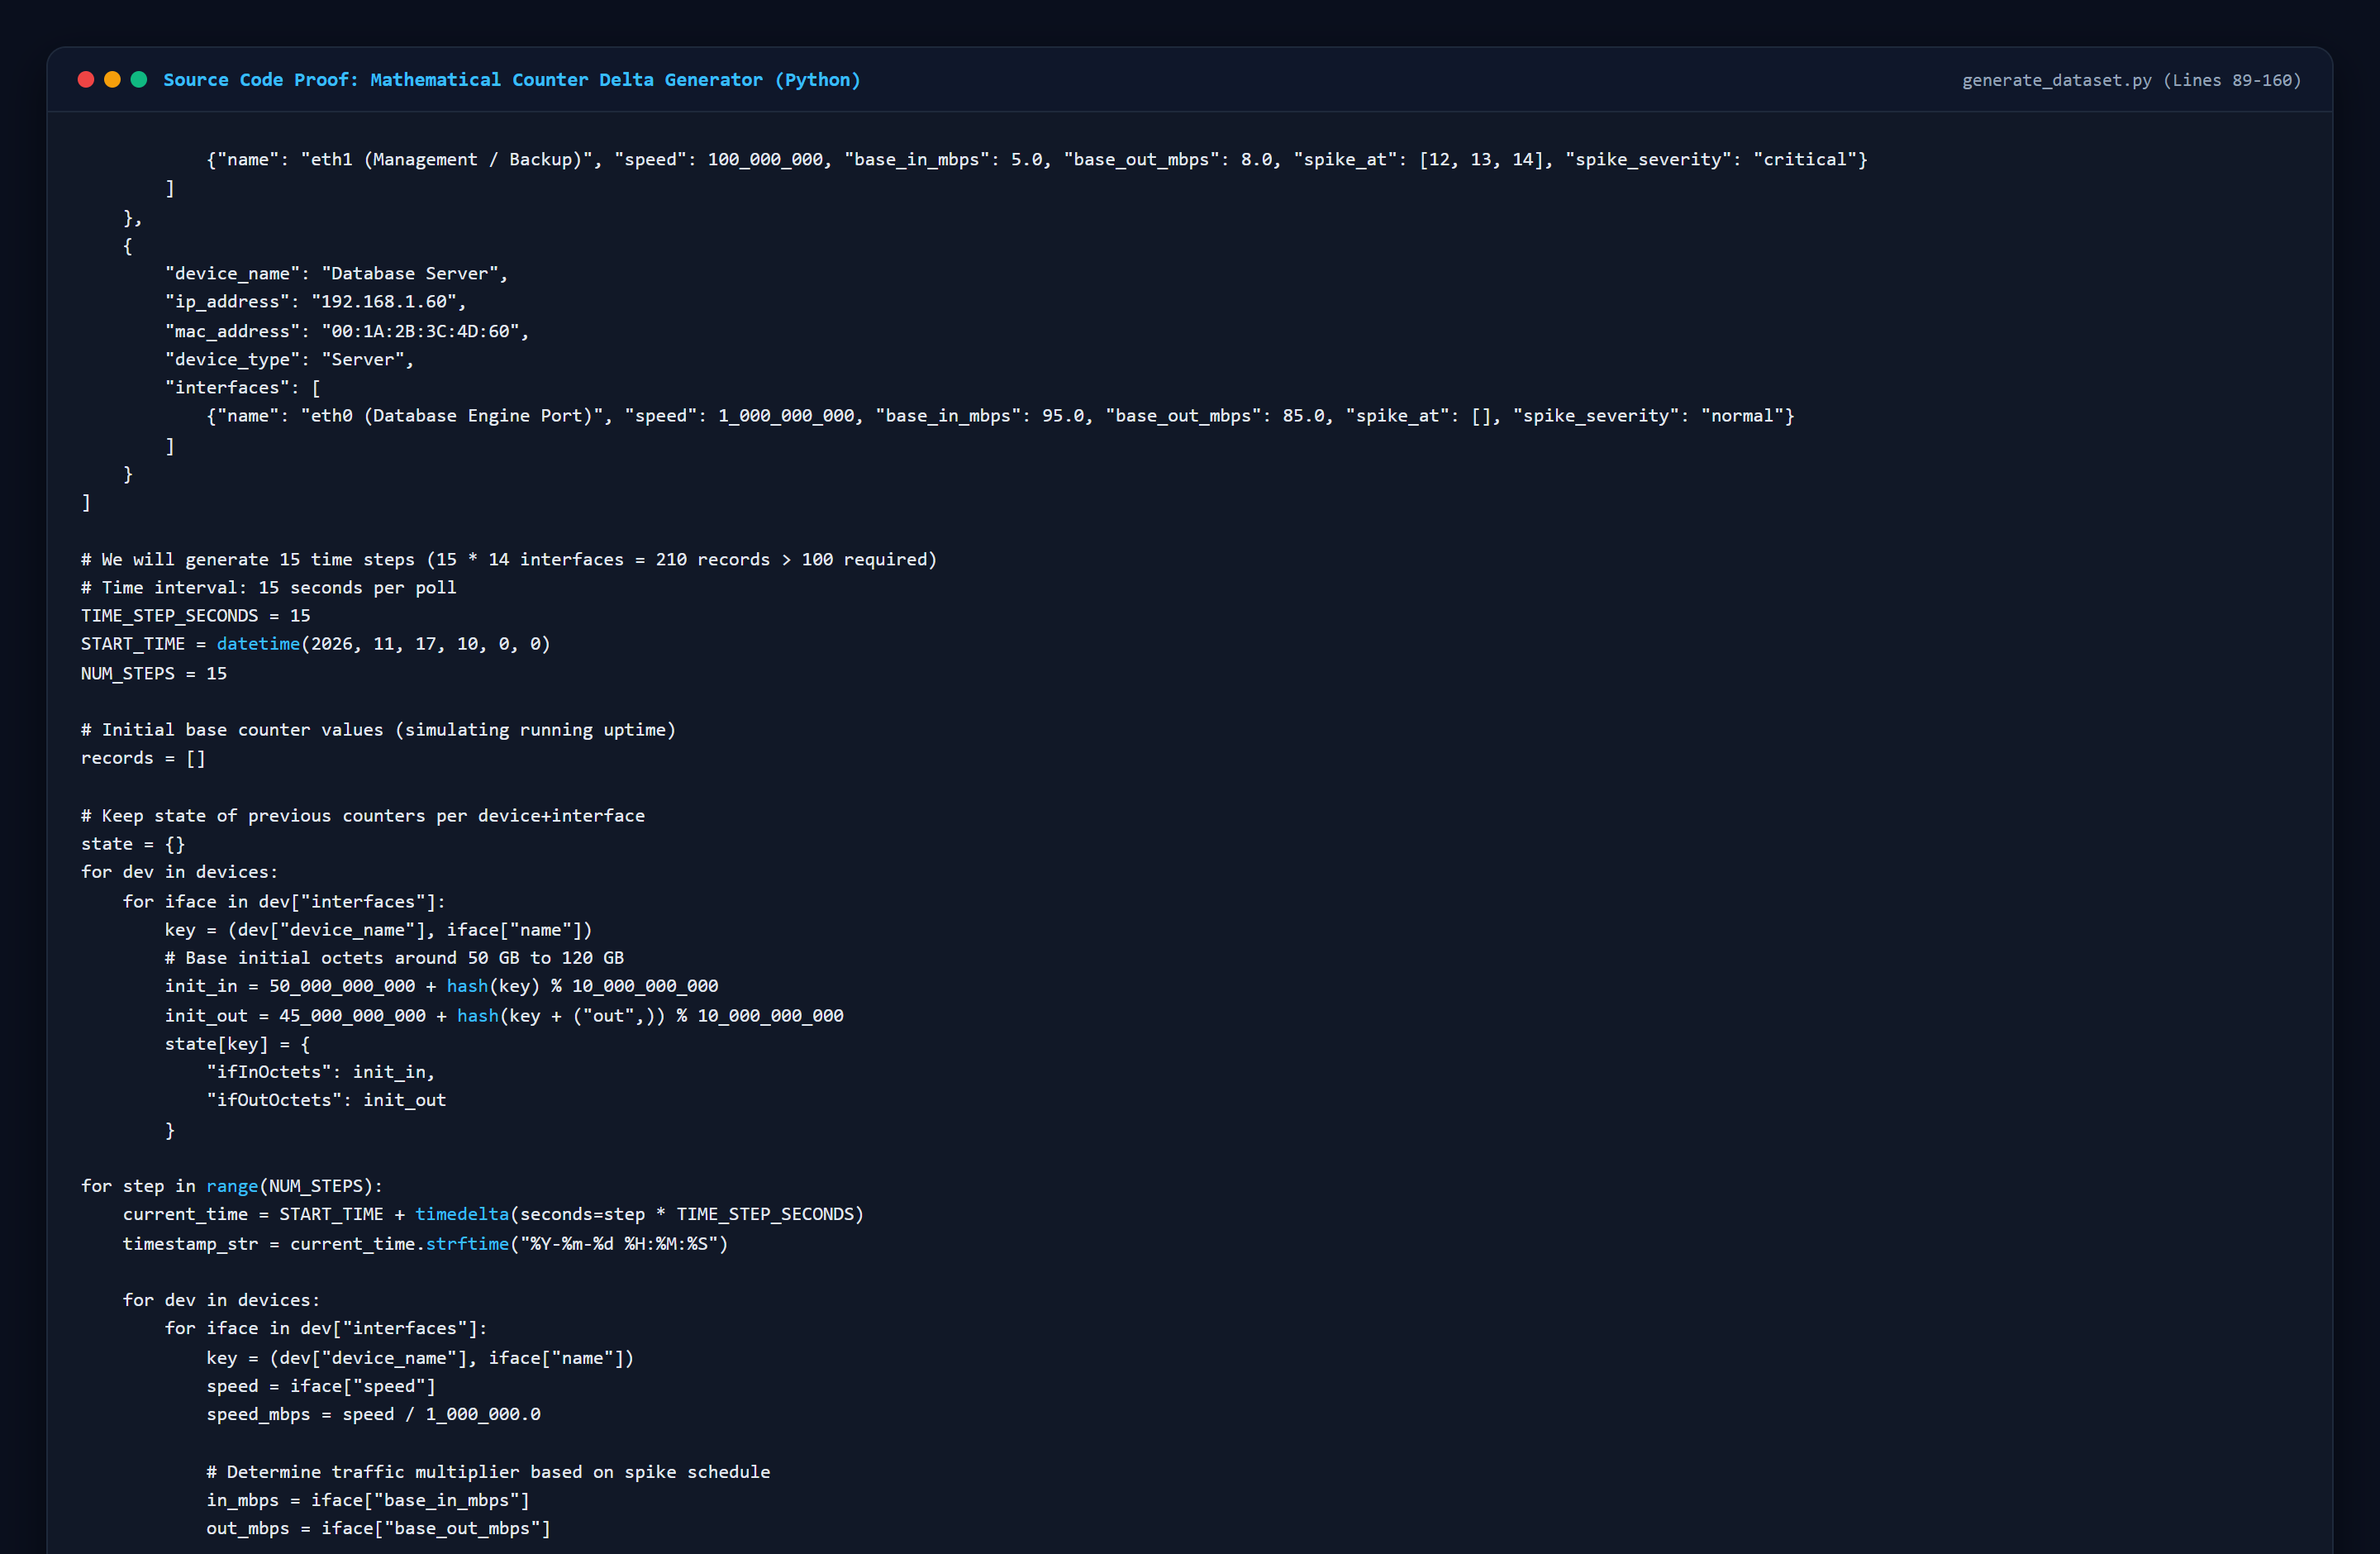 Source Code Proof: Mathematical Counter Delta Generator (Python)
generate_dataset.py (Lines 89-160)
            {"name": "eth1 (Management / Backup)", "speed": 100_000_000, "base_in_mbps": 5.0, "base_out_mbps": 8.0, "spike_at": [12, 13, 14], "spike_severity": "critical"}
        ]
    },
    {
        "device_name": "Database Server",
        "ip_address": "192.168.1.60",
        "mac_address": "00:1A:2B:3C:4D:60",
        "device_type": "Server",
        "interfaces": [
            {"name": "eth0 (Database Engine Port)", "speed": 1_000_000_000, "base_in_mbps": 95.0, "base_out_mbps": 85.0, "spike_at": [], "spike_severity": "normal"}
        ]
    }
]

# We will generate 15 time steps (15 * 14 interfaces = 210 records > 100 required)
# Time interval: 15 seconds per poll
TIME_STEP_SECONDS = 15
START_TIME = datetime(2026, 11, 17, 10, 0, 0)
NUM_STEPS = 15

# Initial base counter values (simulating running uptime)
records = []

# Keep state of previous counters per device+interface
state = {}
for dev in devices:
    for iface in dev["interfaces"]:
        key = (dev["device_name"], iface["name"])
        # Base initial octets around 50 GB to 120 GB
        init_in = 50_000_000_000 + hash(key) % 10_000_000_000
        init_out = 45_000_000_000 + hash(key + ("out",)) % 10_000_000_000
        state[key] = {
            "ifInOctets": init_in,
            "ifOutOctets": init_out
        }

for step in range(NUM_STEPS):
    current_time = START_TIME + timedelta(seconds=step * TIME_STEP_SECONDS)
    timestamp_str = current_time.strftime("%Y-%m-%d %H:%M:%S")

    for dev in devices:
        for iface in dev["interfaces"]:
            key = (dev["device_name"], iface["name"])
            speed = iface["speed"]
            speed_mbps = speed / 1_000_000.0

            # Determine traffic multiplier based on spike schedule
            in_mbps = iface["base_in_mbps"]
            out_mbps = iface["base_out_mbps"]